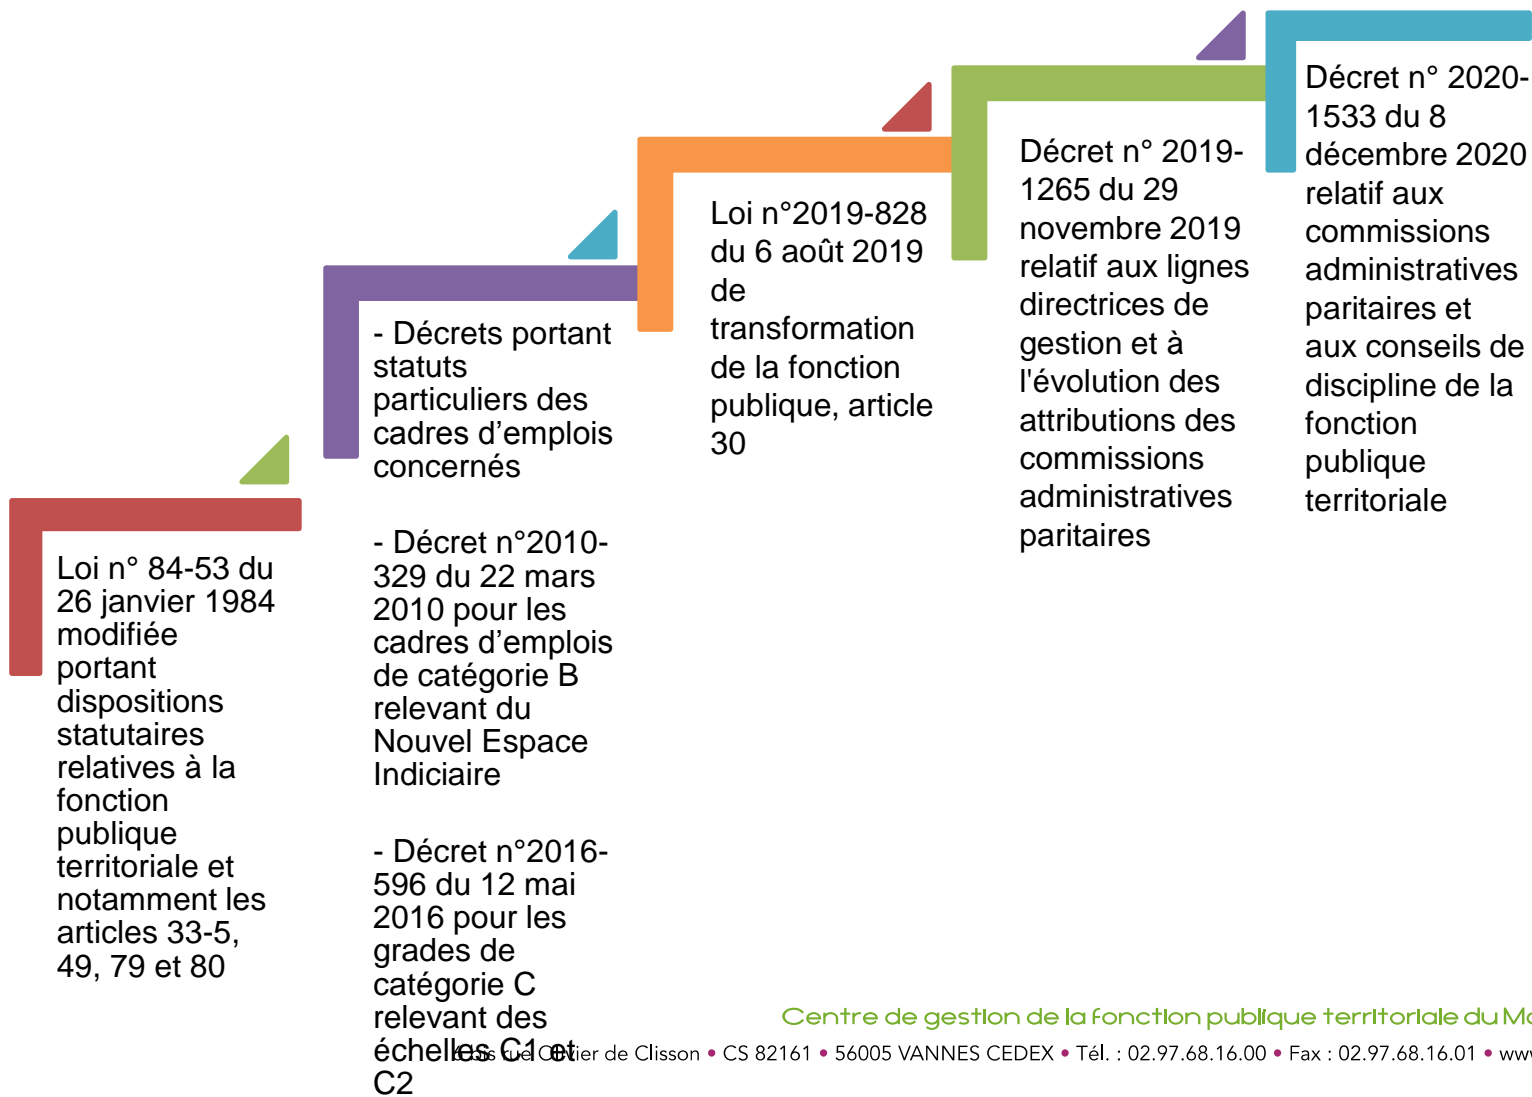 Loi n° 84-53 du
26 janvier 1984
modifiée
portant
dispositions
statutaires
relatives à la
fonction
publique
territoriale et
notamment les
articles 33-5,
49, 79 et 80
- Décrets portant
statuts
particuliers des
cadres d’emplois
concernés
- Décret n°2010-
329 du 22 mars
2010 pour les
cadres d’emplois
de catégorie B
relevant du
Nouvel Espace
Indiciaire
- Décret n°2016-
596 du 12 mai
2016 pour les
grades de
catégorie C
relevant des
échelles C1 et
C2
Loi n°2019-828
du 6 août 2019
de
transformation
de la fonction
publique, article
30
Décret n° 2019-
1265 du 29
novembre 2019
relatif aux lignes
directrices de
gestion et à
l'évolution des
attributions des
commissions
administratives
paritaires
Décret n° 2020-
1533 du 8
décembre 2020
relatif aux
commissions
administratives
paritaires et
aux conseils de
discipline de la
fonction
publique
territoriale
Centre de gestion de la fonction publique territoriale du Mo
6 bis rue Olivier de Clisson • CS 82161 • 56005 VANNES CEDEX • Tél. : 02.97.68.16.00 • Fax : 02.97.68.16.01 • www